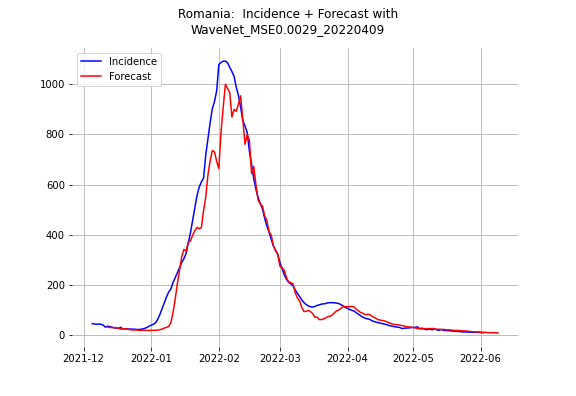 Romania:  Incidence + Forecast with
WaveNet_MSE0.0029_20220409
Incidence
Forecast
1000
800
600
400
200
0
2021-12 2022-01 2022-02 2022-03 2022-04 2022-05 2022-06